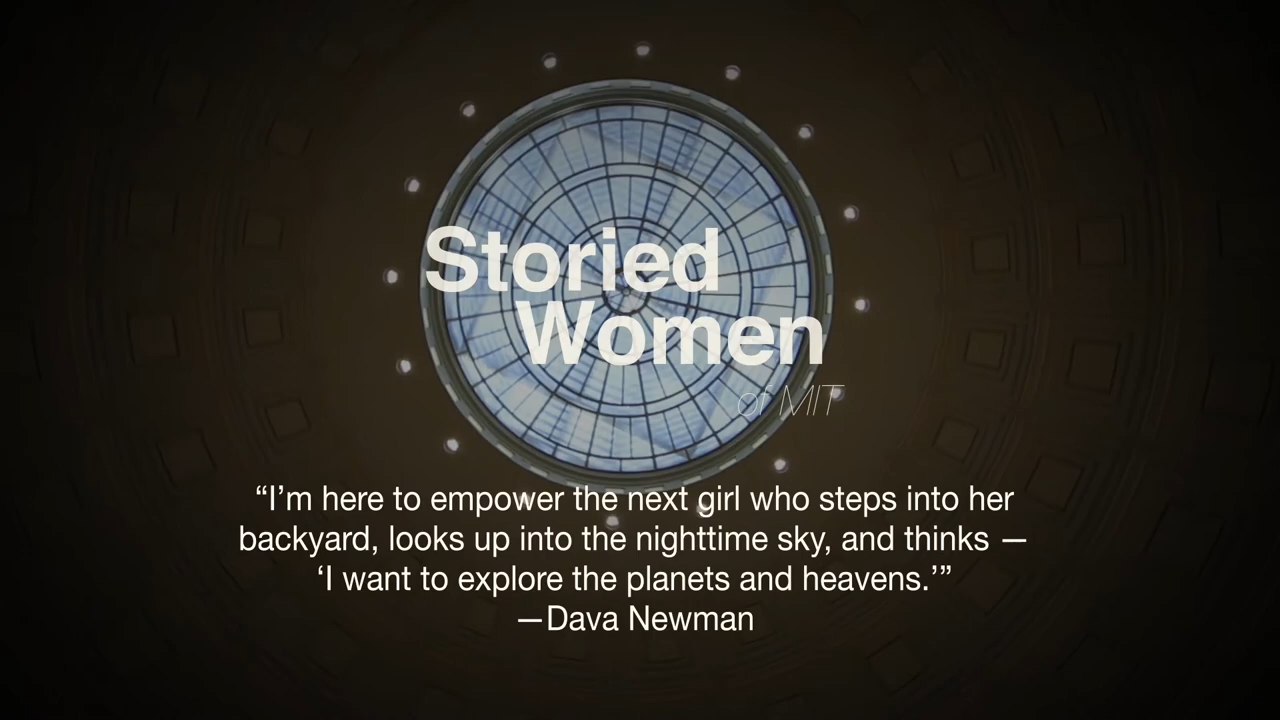 Storied
Women
of MIT
“I’m here to empower the next girl who steps into her
backyard, looks up into the nighttime sky, and thinks —
‘I want to explore the planets and heavens.’”
—Dava Newman